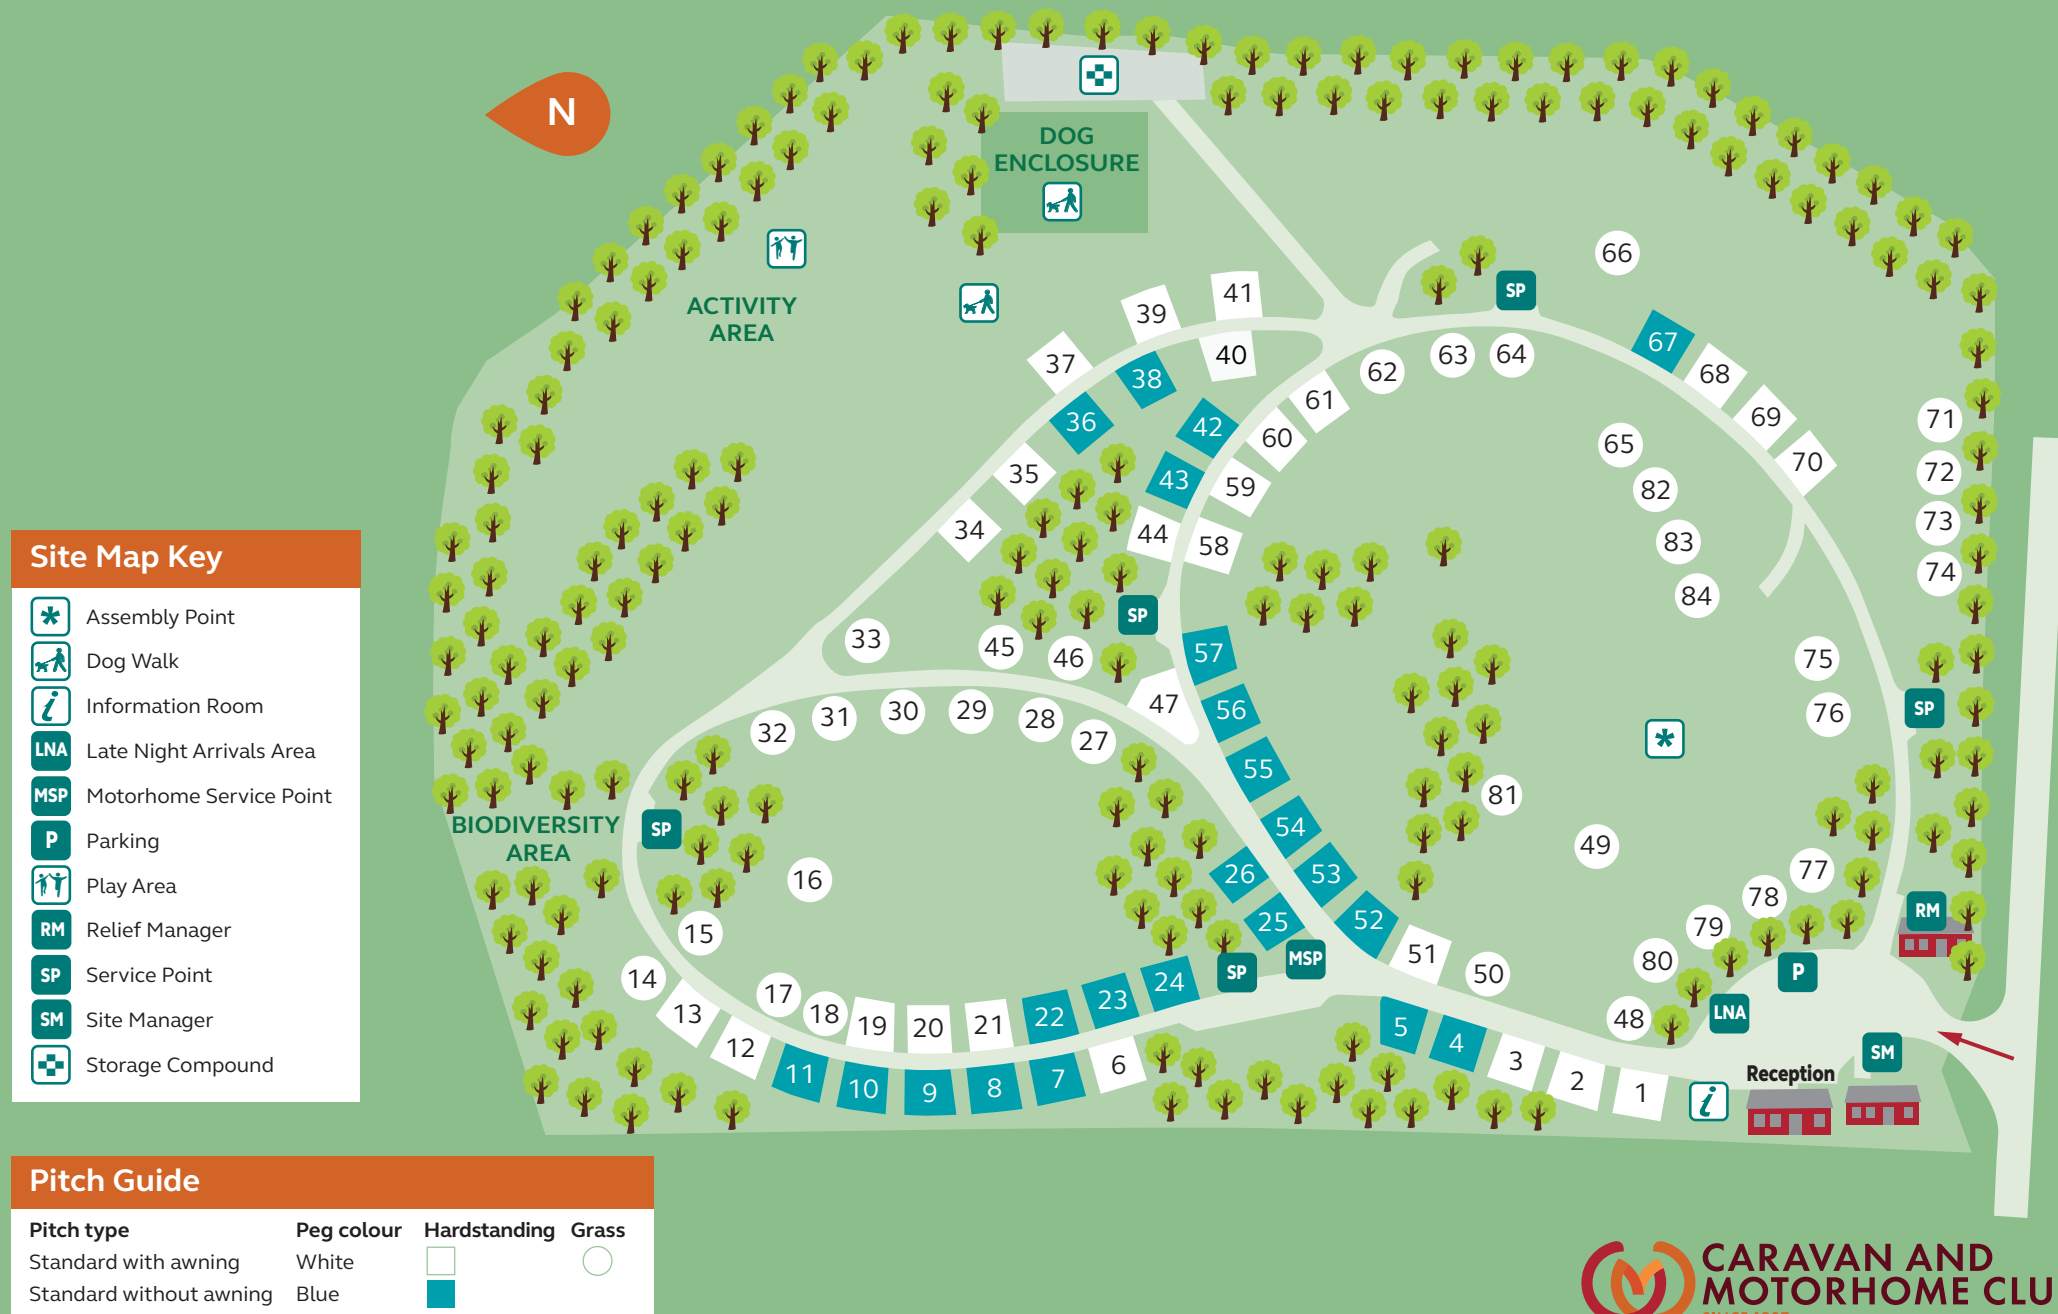 N
DOG
ENCLOSURE
ACTIVITY
AREA
66
41
39
SP
40
37
67
38
63
64
62
68
61
36
42
60
69
71
65
70
35
43
59
72
82
34
44
58
73
83
74
84
SP
33
45
46
57
75
47
56
76
SP
32
31
30
29
28
27
55
81
BIODIVERSITY
AREA
SP
54
49
16
26
53
77
78
15
25
52
79
RM
14
17
24
SP
MSP
51
50
80
P
13
18
19
20
21
22
23
5
4
48
LNA
12
11
10
9
8
7
6
3
2
1
SM
Reception
i
Site Map Key
Assembly Point
Dog Walk
i Information Room
LNA Late Night Arrivals Area
MSP Motorhome Service Point
P Parking
Play Area
RM Relief Manager
SP Service Point
SM Site Manager
Storage Compound
Pitch Guide
Pitch type Peg colour Hardstanding Grass
Standard with awning White
Standard without awning Blue
CARAVAN AND
MOTORHOME CLU